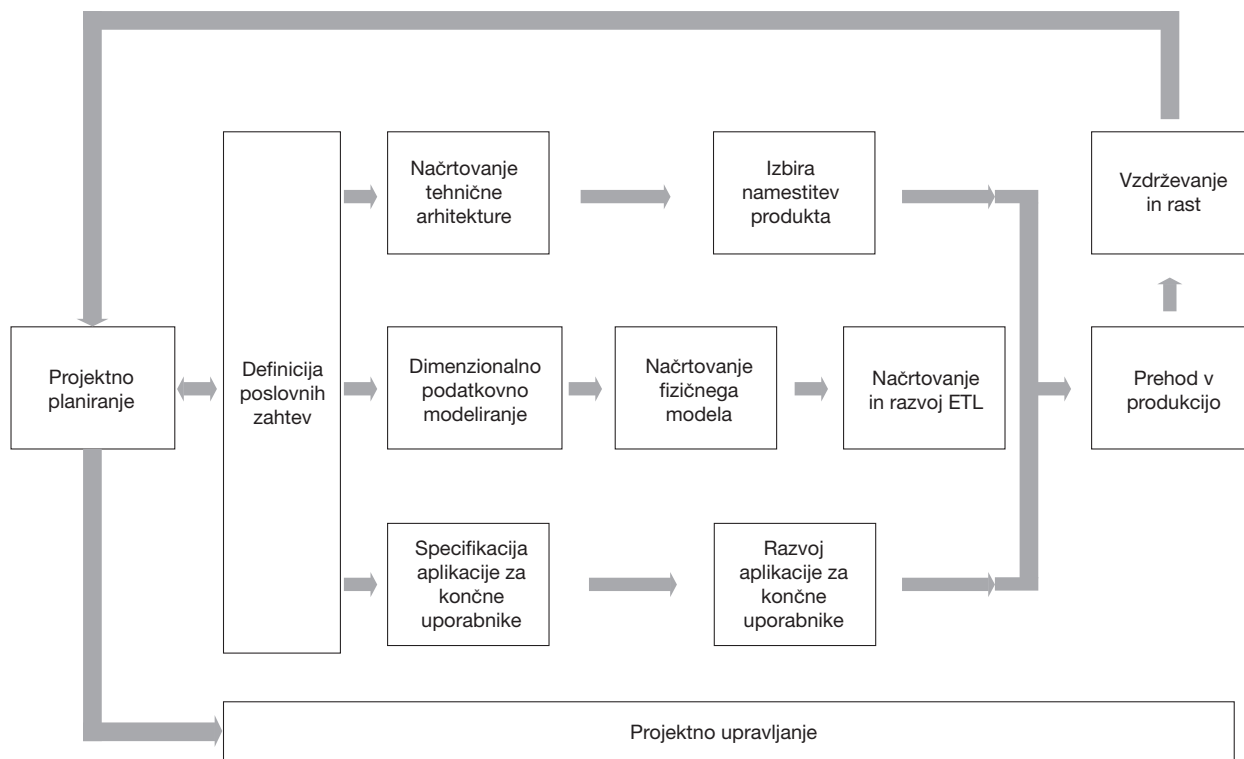 Načrtovanje
tehnične
arhitekture
Izbira
namestitev
produkta
Vzdrževanje
in rast
Projektno
planiranje
Definicija
poslovnih
zahtev
Dimenzionalno
podatkovno
modeliranje
Načrtovanje
fizičnega
modela
Načrtovanje
in razvoj ETL
Prehod v
produkcijo
Specifikacija
aplikacije za
končne
uporabnike
Razvoj
aplikacije za
končne
uporabnike
Projektno upravljanje